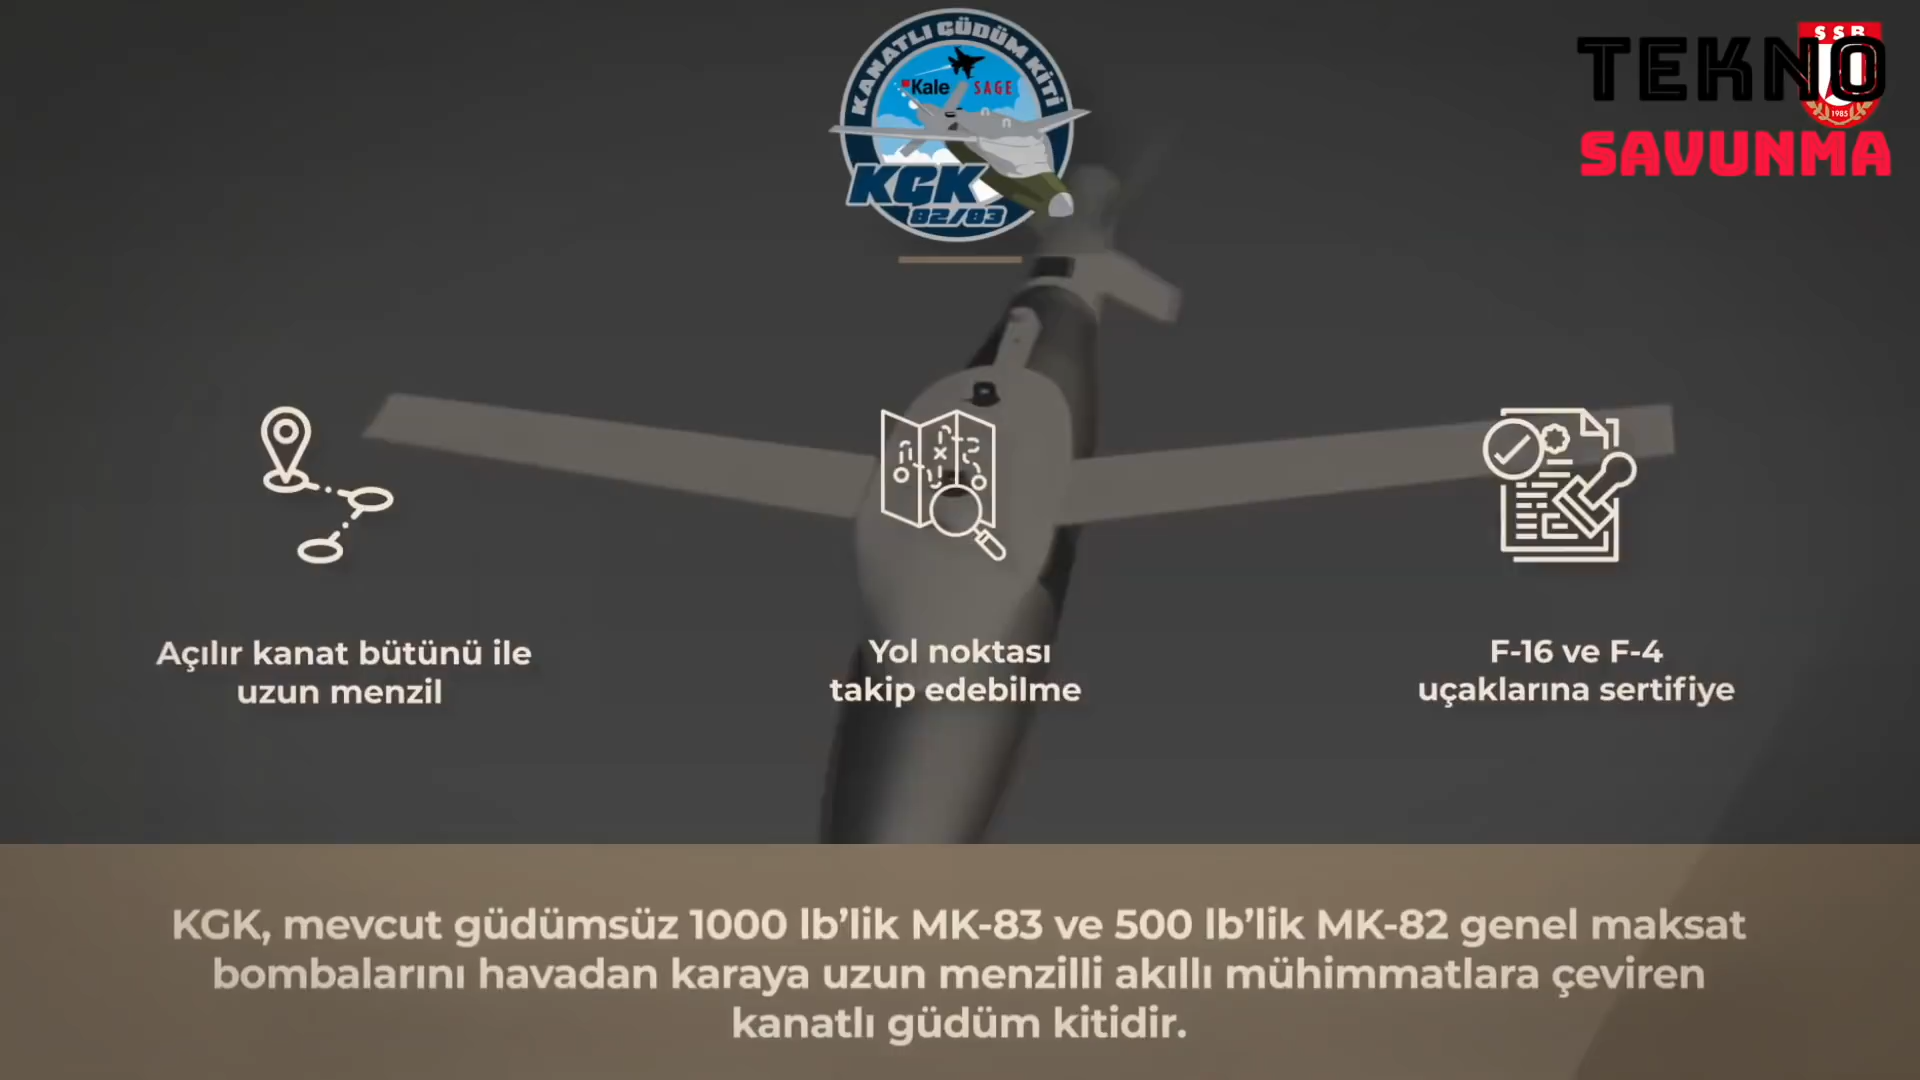 KANATLI GÜDÜM KİTİ
Kale SAGE
KGK
82/83
SSB
1985
TEKNO
SAVUNMA
Açılır kanat bütünü ile
uzun menzil
Yol noktası
takip edebilme
F-16 ve F-4
uçaklarına sertifiye
KGK, mevcut güdümsüz 1000 lb’lik MK-83 ve 500 lb’lik MK-82 genel maksat
bombalarını havadan karaya uzun menzilli akıllı mühimmatlara çeviren
kanatlı güdüm kitidir.